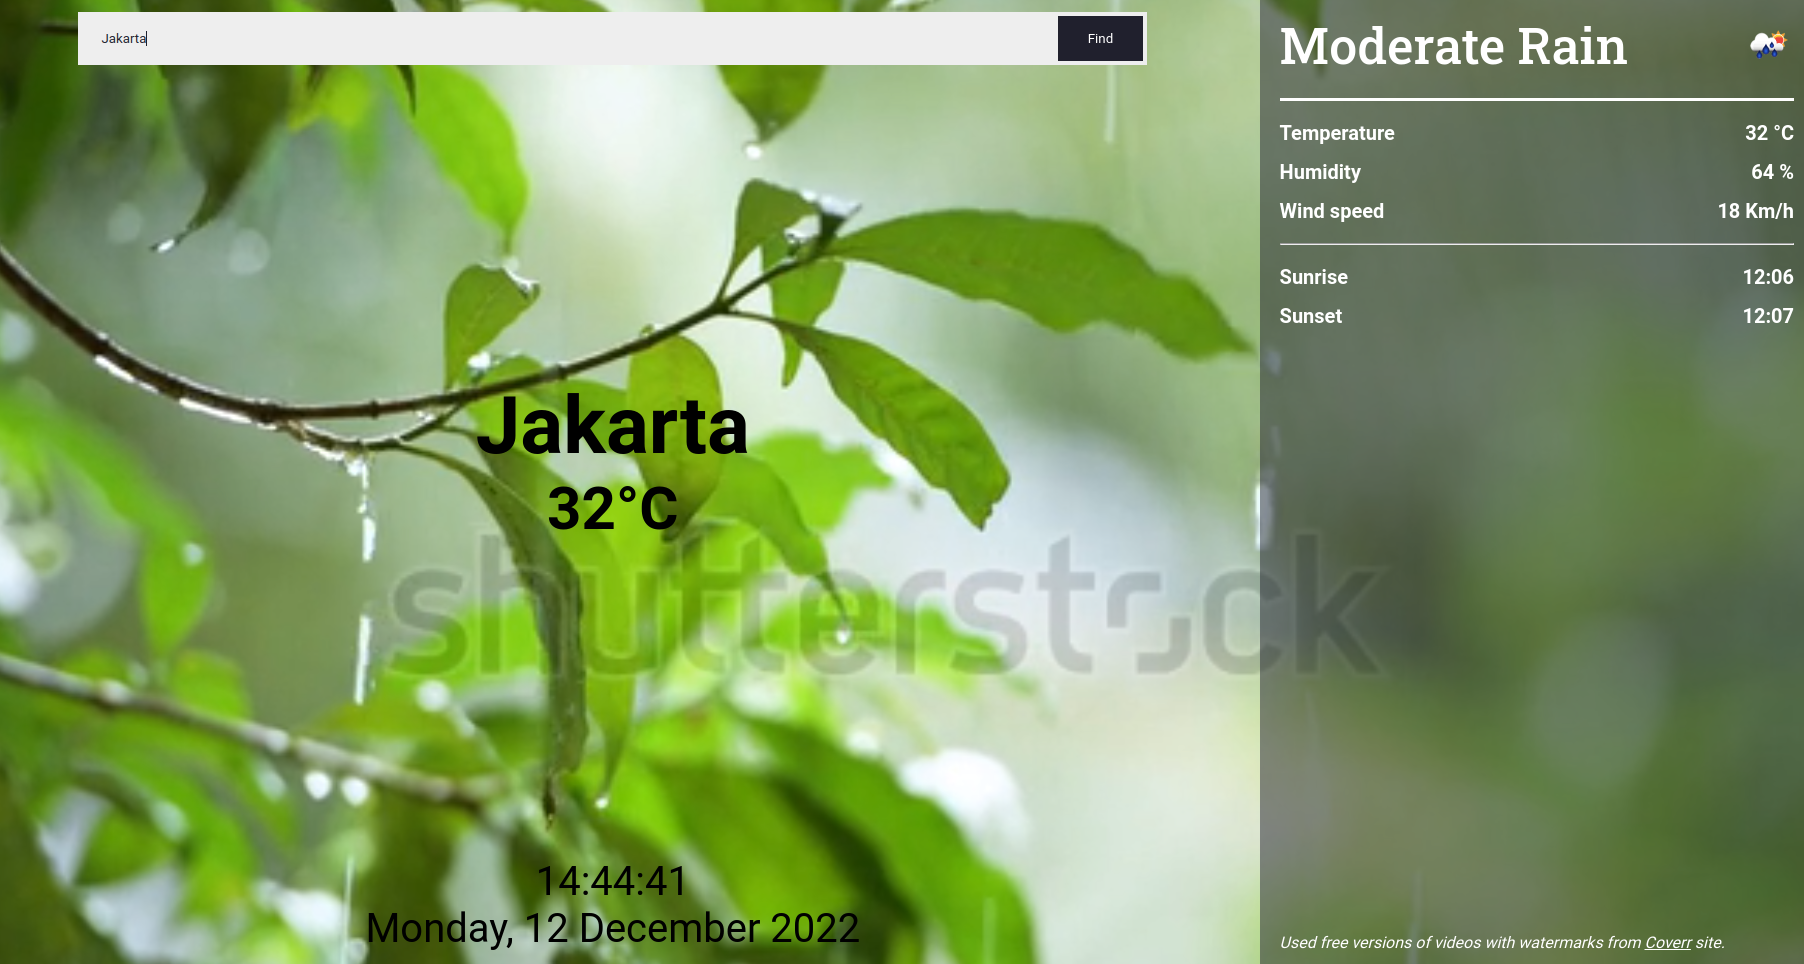 Jakarta
Find
Jakarta
32°C
shutterstock
14:44:41
Monday, 12 December 2022
Moderate Rain
Temperature 32 °C
Humidity 64 %
Wind speed 18 Km/h
Sunrise 12:06
Sunset 12:07
Used free versions of videos with watermarks from Coverr site.